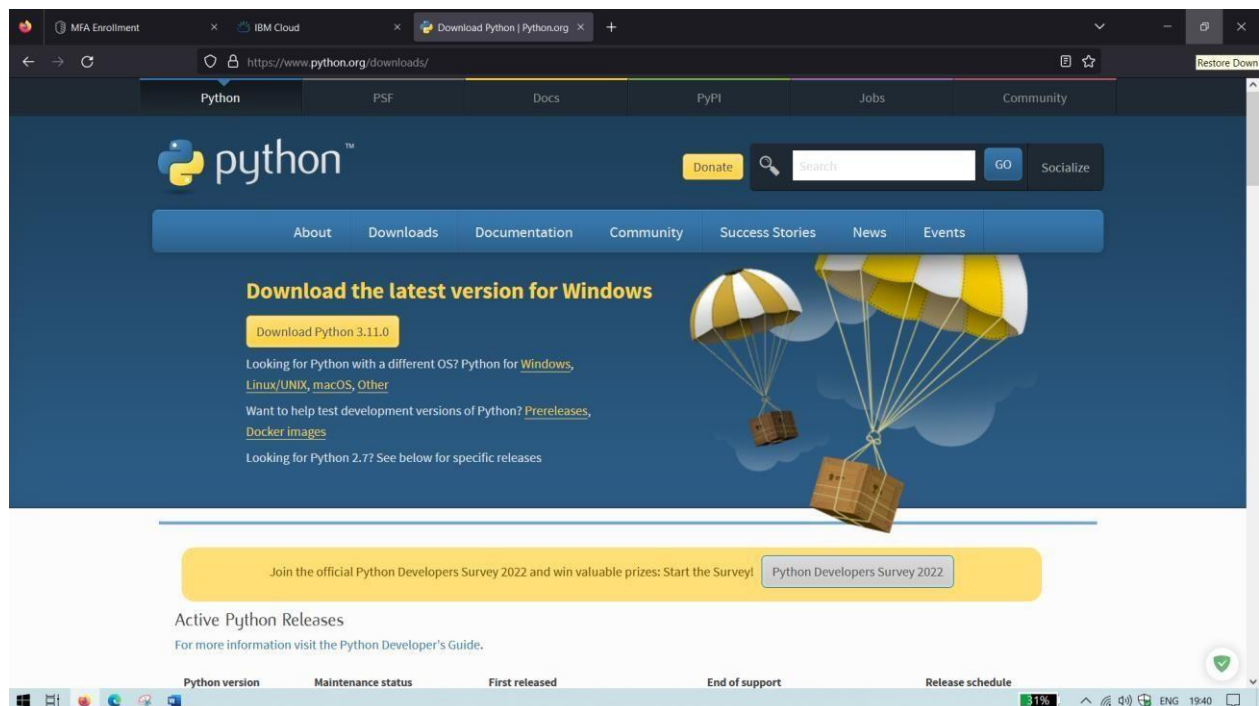 MFA Enrollment
IBM Cloud
Download Python | Python.org
https://www.python.org/downloads/
Restore Down
Python PSF Docs PyPI Jobs Community
python™
Donate Search GO Socialize
About Downloads Documentation Community Success Stories News Events
Download the latest version for Windows
Download Python 3.11.0
Looking for Python with a different OS? Python for Windows,
Linux/UNIX, macOS, Other
Want to help test development versions of Python? Prereleases,
Docker images
Looking for Python 2.7? See below for specific releases
Join the official Python Developers Survey 2022 and win valuable prizes: Start the Survey! Python Developers Survey 2022
Active Python Releases
For more information visit the Python Developer's Guide.
Python version Maintenance status First released End of support Release schedule
31% ENG 19:40